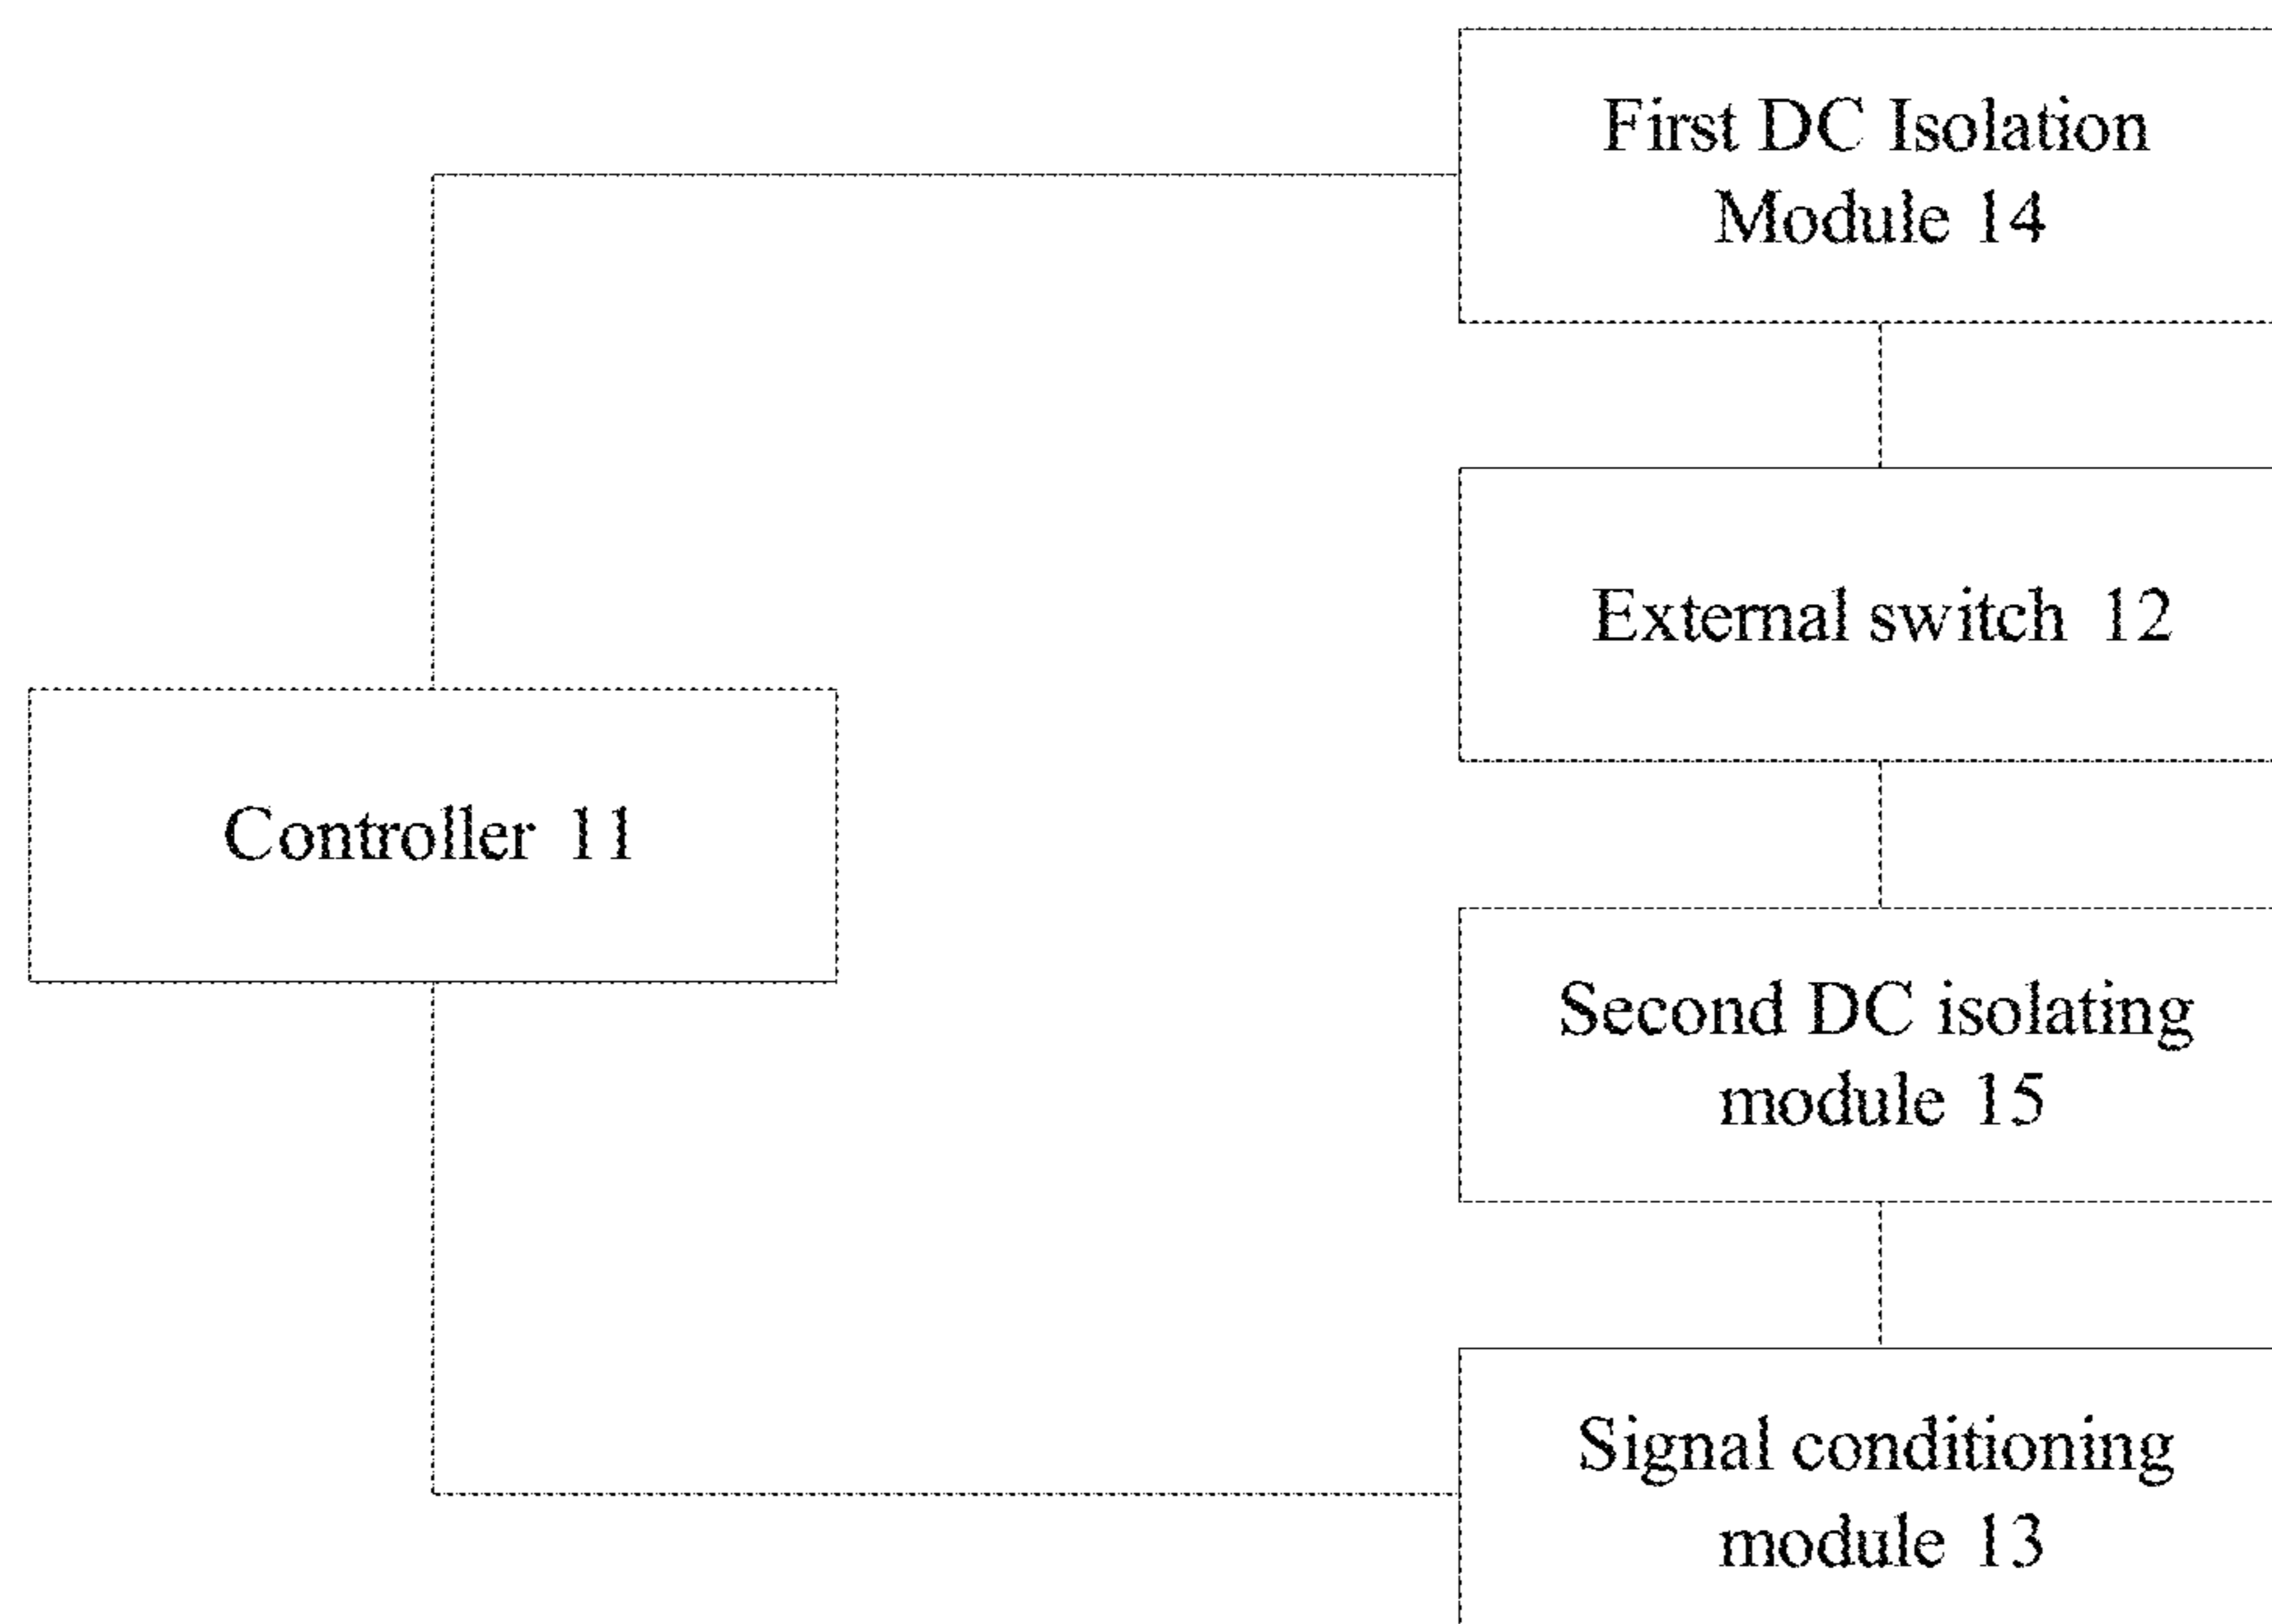 First DC Isolation
Module 14
External switch 12
Controller 11
Second DC isolating
module 15
Signal conditioning
module 13